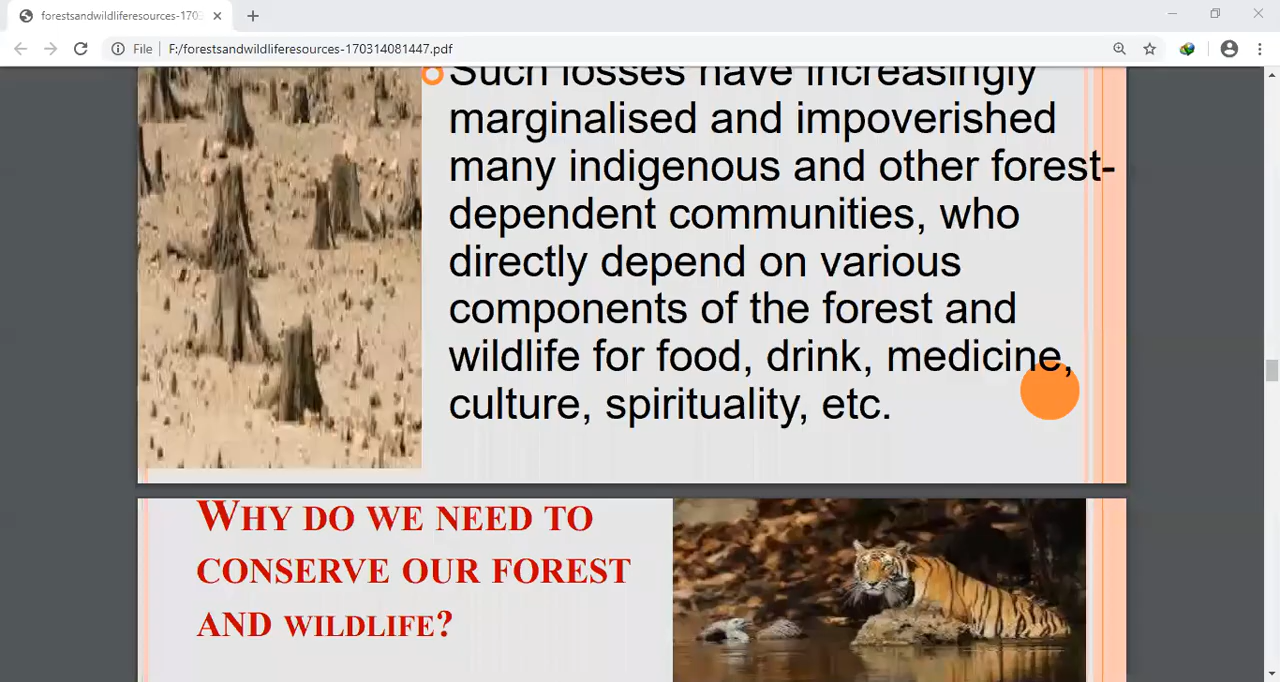 forestsandwildliferesources-170
File
F:/forestsandwildliferesources-170314081447.pdf
Such losses have increasingly
marginalised and impoverished
many indigenous and other forest-
dependent communities, who
directly depend on various
components of the forest and
wildlife for food, drink, medicine,
culture, spirituality, etc.
WHY DO WE NEED TO
CONSERVE OUR FOREST
AND WILDLIFE?